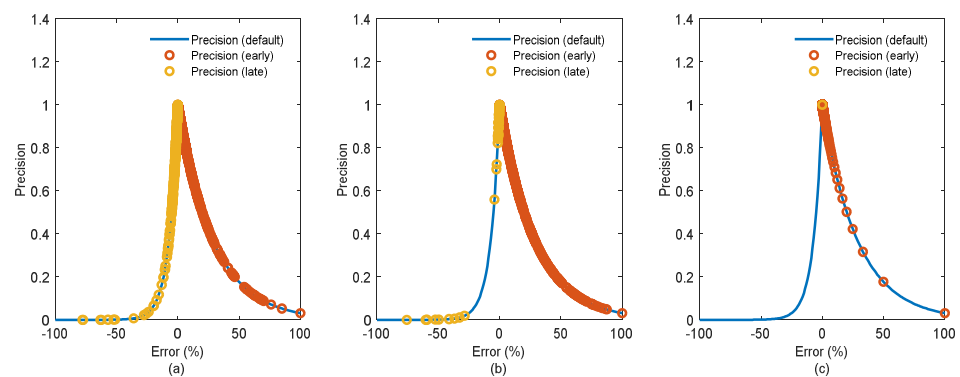 1.4
1.2
1
0.8
0.6
0.4
0.2
0
Precision
Precision (default)
Precision (early)
Precision (late)
-100 -50 0 50 100
Error (%)
(a)
1.4
1.2
1
0.8
0.6
0.4
0.2
0
Precision
Precision (default)
Precision (early)
Precision (late)
-100 -50 0 50 100
Error (%)
(b)
1.4
1.2
1
0.8
0.6
0.4
0.2
0
Precision
Precision (default)
Precision (early)
Precision (late)
-100 -50 0 50 100
Error (%)
(c)